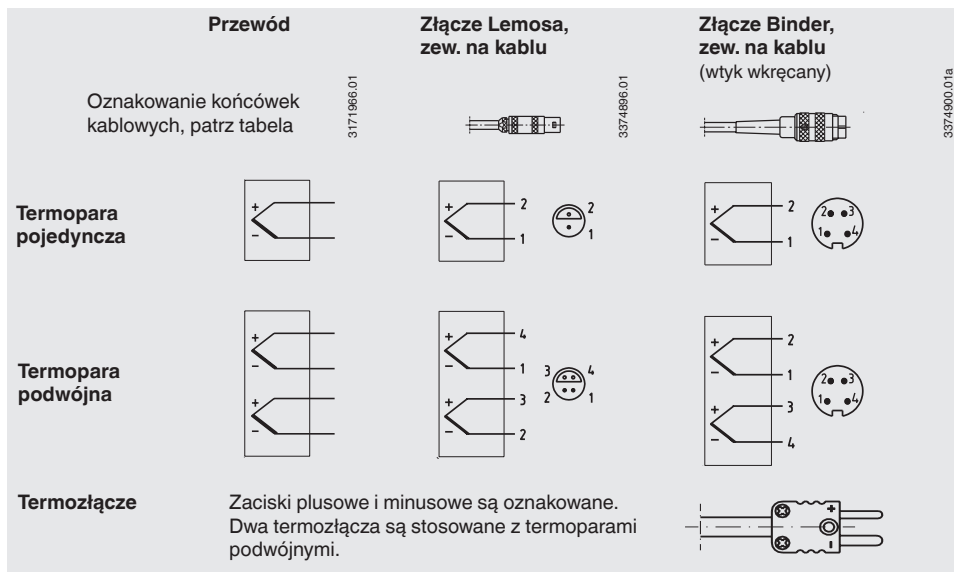 Przewód
Złącze Lemosa,
zew. na kablu
Złącze Binder,
zew. na kablu
(wtyk wkręcany)
Oznakowanie końcówek
kablowych, patrz tabela
3171966.01
3374896.01
3374900.01a
Termopara
pojedyncza
+
-
+
-
2
1
2
1
+
-
2
1
2 3
1 4
Termopara
podwójna
+
-
+
-
+
-
+
-
4
1
3
2
3 4
2 1
+
-
+
-
2
1
3
4
2 3
1 4
Termozłącze
Zaciski plusowe i minusowe są oznakowane.
Dwa termozłącza są stosowane z termoparami
podwójnymi.
+
-